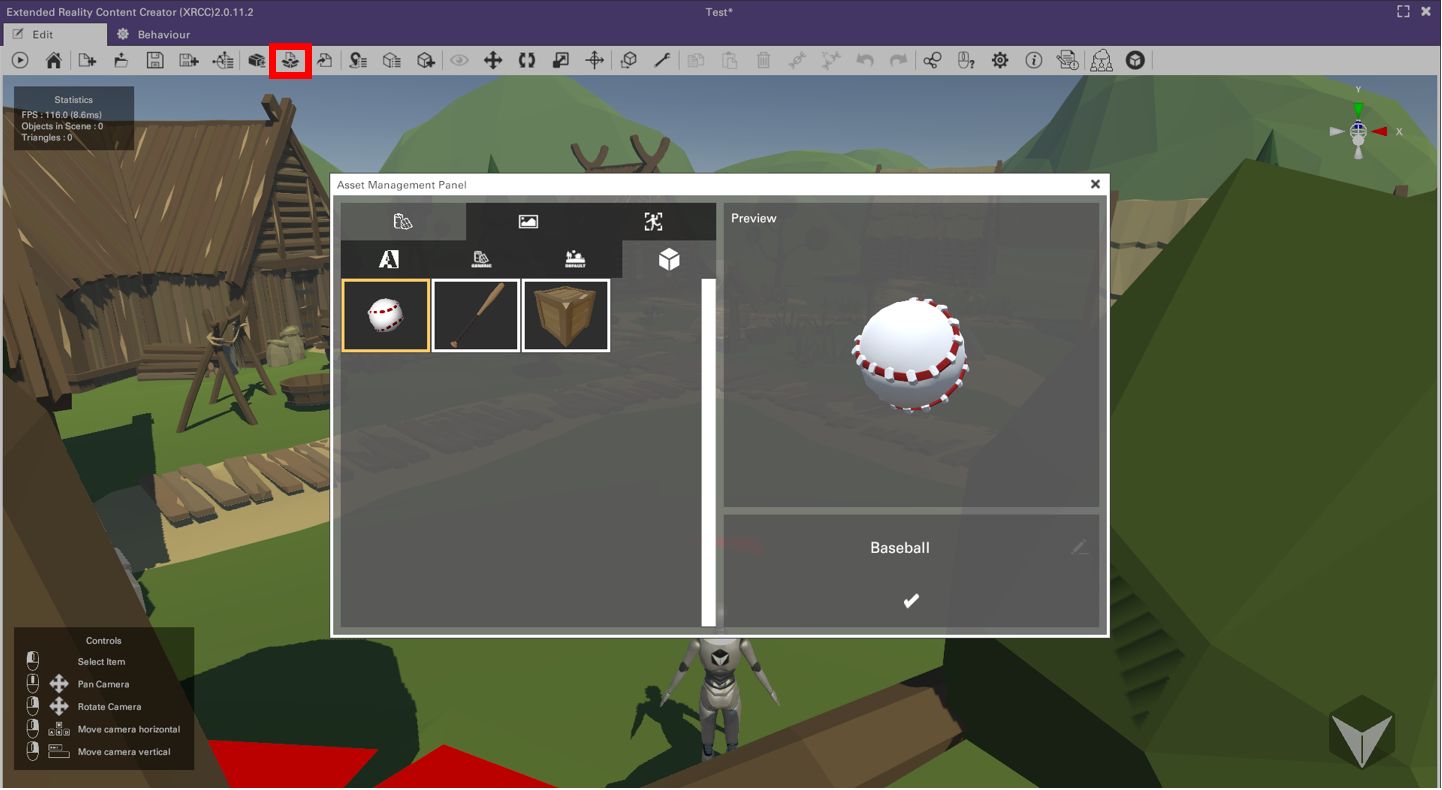 Extended Reality Content Creator (XRCC)2.0.11.2
Test*
Edit
Behaviour
Statistics
FPS : 116.0 (8.6ms)
Objects in Scene : 0
Triangles : 0
Y
X
Asset Management Panel
Preview
GENERIC
DEFAULT
Baseball
Controls
Select Item
Pan Camera
Rotate Camera
Move camera horizontal
Move camera vertical